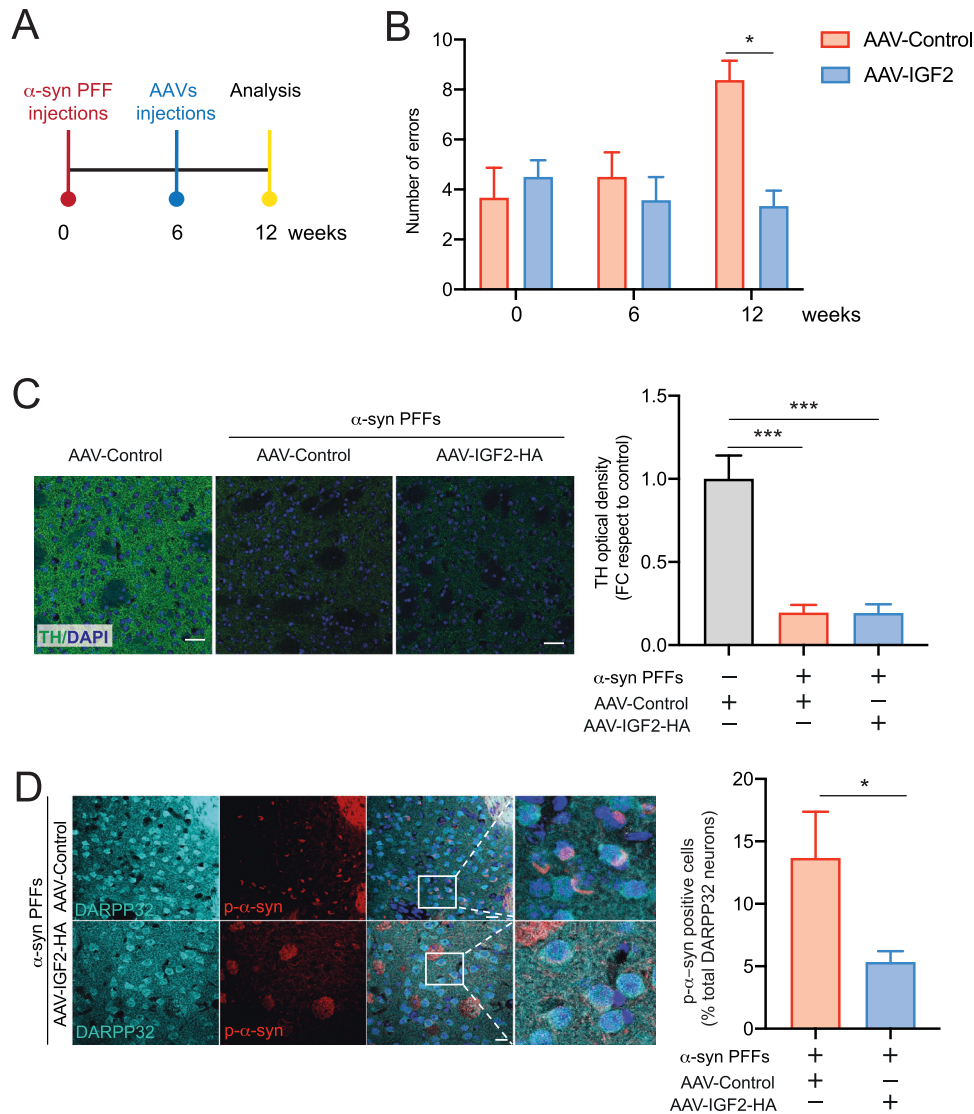 A
α-syn PFF
injections
AAVs
injections
Analysis
0 6 12 weeks
B
Number of errors
10
8
6
4
2
0
*
0 6 12 weeks
AAV-Control
AAV-IGF2
C
α-syn PFFs
AAV-Control AAV-Control AAV-IGF2-HA
TH/DAPI
TH optical density
(FC respect to control)
1.5
1.0
0.5
0.0
***
***
α-syn PFFs − + +
AAV-Control + + −
AAV-IGF2-HA − − +
D
α-syn PFFs
AAV-Control
DARPP32 p-α-syn
AAV-IGF2-HA
DARPP32 p-α-syn
p-α–syn positive cells
(% total DARPP32 neurons)
20
15
10
5
0
*
α-syn PFFs + +
AAV-Control + −
AAV-IGF2-HA − +